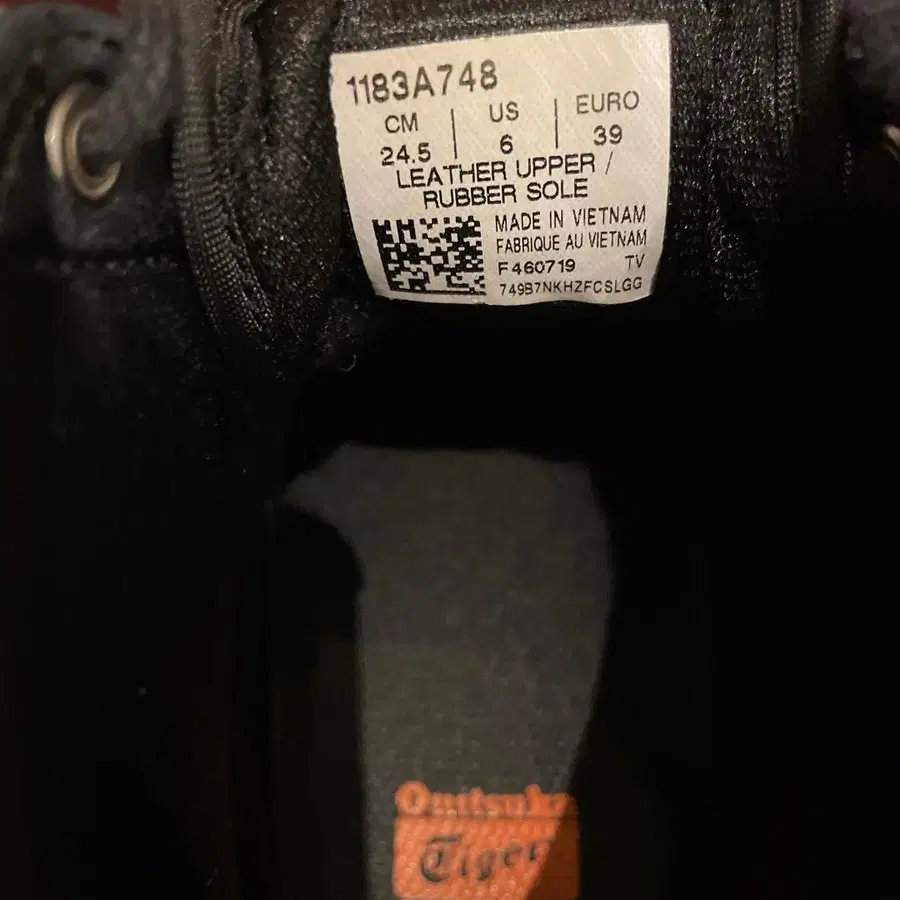 1183A748
CM | US | EURO
24.5 | 6 | 39
LEATHER UPPER /
RUBBER SOLE
MADE IN VIETNAM
FABRIQUE AU VIETNAM
F460719 TV
749B7NKHZFCSLGG
Onitsuka
Tiger